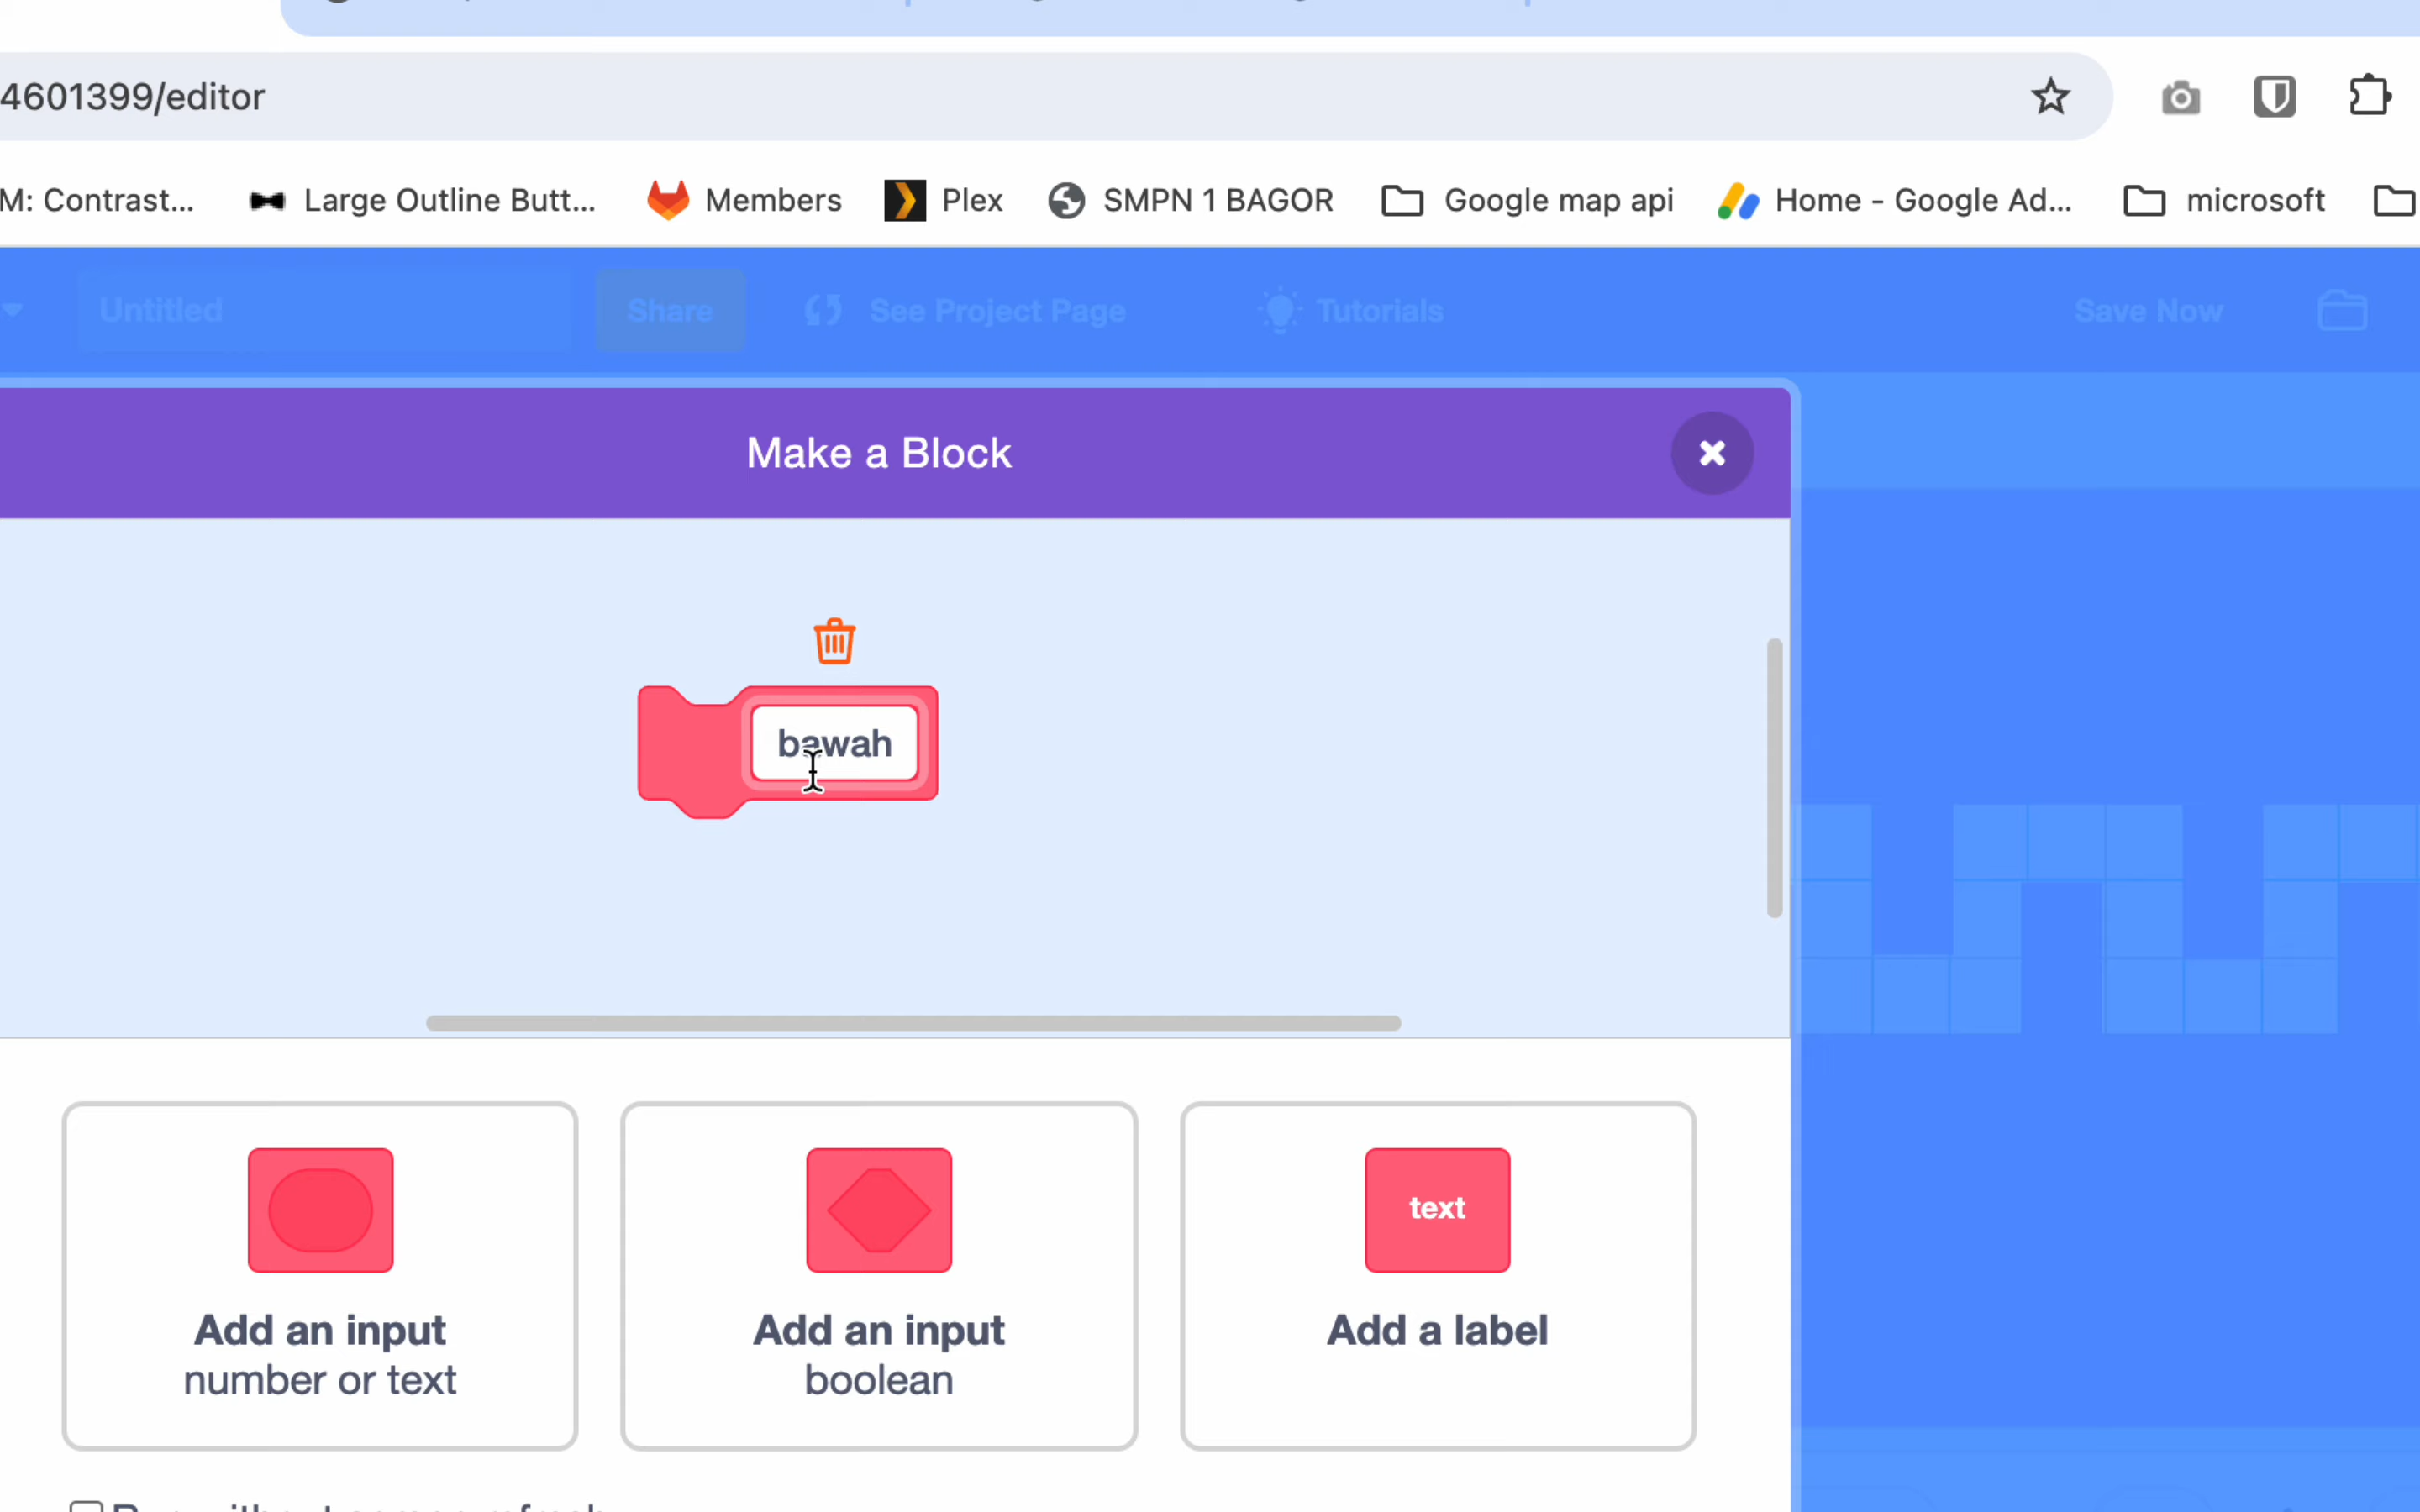 4601399/editor
M: Contrast... Large Outline Butt... Members Plex SMPN 1 BAGOR Google map api Home - Google Ad... microsoft
Untitled Share See Project Page Tutorials Save Now
Make a Block
bawah
text
Add an input
number or text
Add an input
boolean
Add a label